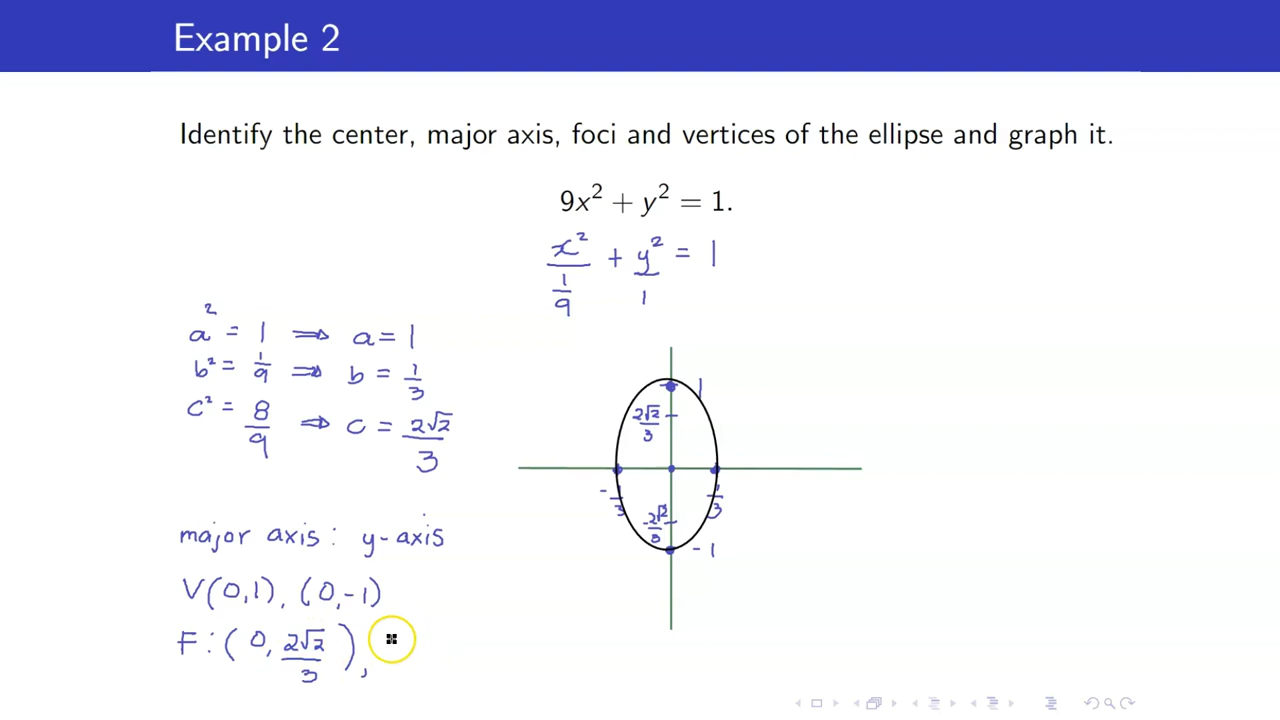 Example 2
Identify the center, major axis, foci and vertices of the ellipse and graph it.
9x² + y² = 1.
x²/(1/9) + y²/1 = 1
a² = 1 ⟹ a = 1
b² = 1/9 ⟹ b = 1/3
c² = 8/9 ⟹ c = 2√2/3
1
2√2/3
-1/3
1/3
-2√2/3
-1
major axis: y-axis
V(0,1), (0,-1)
F: (0, 2√2/3),